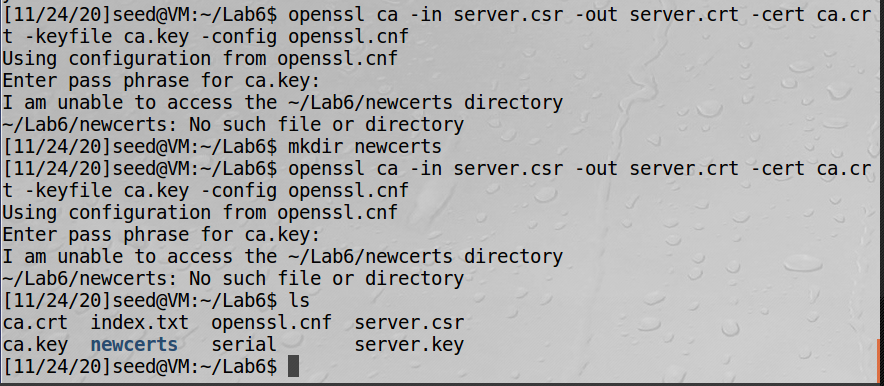 [11/24/20]seed@VM:~/Lab6$ openssl ca -in server.csr -out server.crt -cert ca.cr
t -keyfile ca.key -config openssl.cnf
Using configuration from openssl.cnf
Enter pass phrase for ca.key:
I am unable to access the ~/Lab6/newcerts directory
~/Lab6/newcerts: No such file or directory
[11/24/20]seed@VM:~/Lab6$ mkdir newcerts
[11/24/20]seed@VM:~/Lab6$ openssl ca -in server.csr -out server.crt -cert ca.cr
t -keyfile ca.key -config openssl.cnf
Using configuration from openssl.cnf
Enter pass phrase for ca.key:
I am unable to access the ~/Lab6/newcerts directory
~/Lab6/newcerts: No such file or directory
[11/24/20]seed@VM:~/Lab6$ ls
ca.crt  index.txt  openssl.cnf  server.csr
ca.key  newcerts   serial       server.key
[11/24/20]seed@VM:~/Lab6$